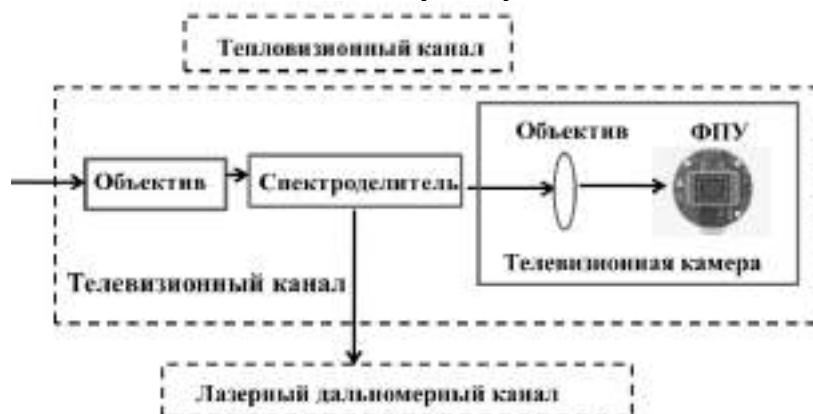 Тепловизионный канал
Объектив ФПУ
Объектив Спектроделитель
Телевизионная камера
Телевизионный канал
Лазерный дальномерный канал